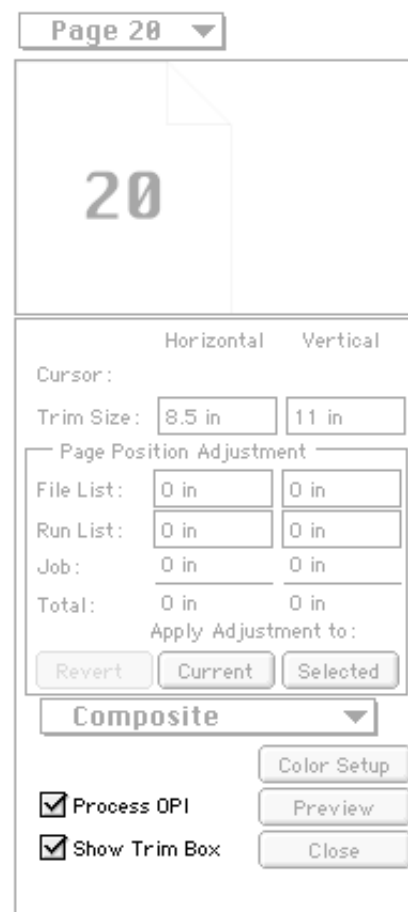 Page 20
20
Horizontal Vertical
Cursor:
Trim Size: 8.5 in 11 in
Page Position Adjustment
File List: 0 in 0 in
Run List: 0 in 0 in
Job: 0 in 0 in
Total: 0 in 0 in
Apply Adjustment to:
Revert Current Selected
Composite
Color Setup
Process OPI Preview
Show Trim Box Close